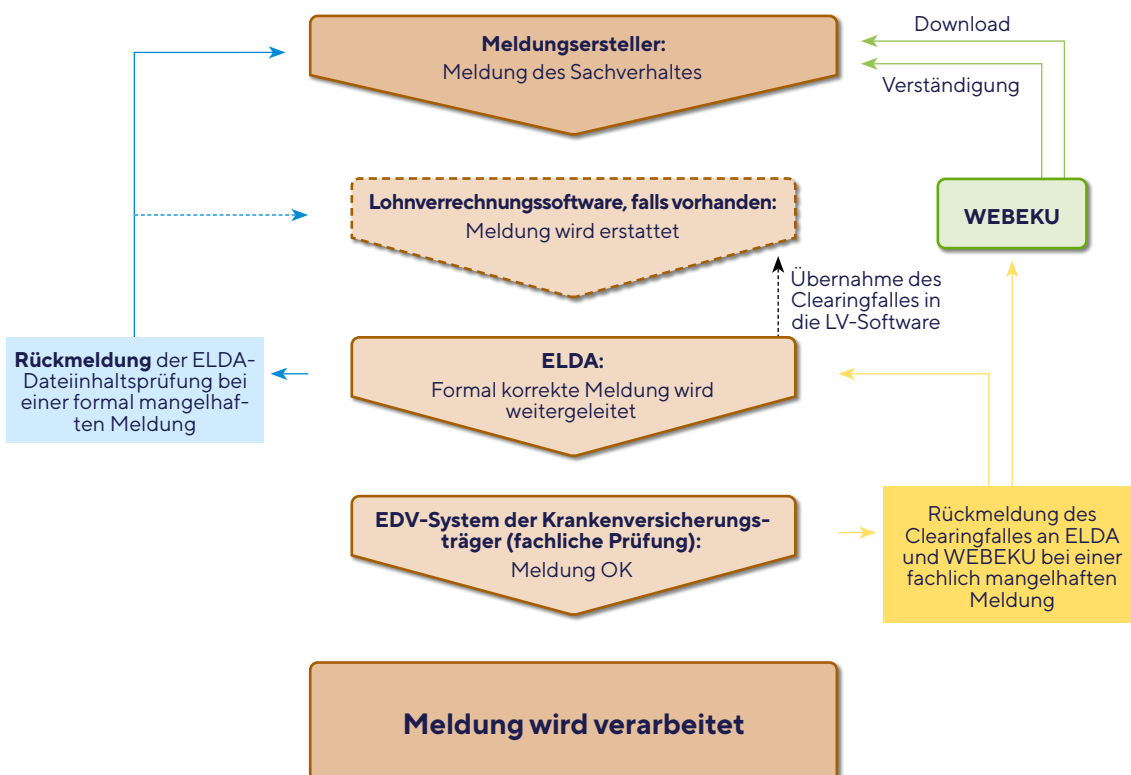 Meldungsersteller:
Meldung des Sachverhaltes
Download
Verständigung
Lohnverrechnungssoftware, falls vorhanden:
Meldung wird erstattet
WEBEKU
Übernahme des
Clearingfalles in
die LV-Software
Rückmeldung der ELDA-
Dateiinhaltsprüfung bei
einer formal mangelhaf-
ten Meldung
ELDA:
Formal korrekte Meldung wird
weitergeleitet
EDV-System der Krankenversicherungs-
träger (fachliche Prüfung):
Meldung OK
Rückmeldung des
Clearingfalles an ELDA
und WEBEKU bei einer
fachlich mangelhaften
Meldung
Meldung wird verarbeitet